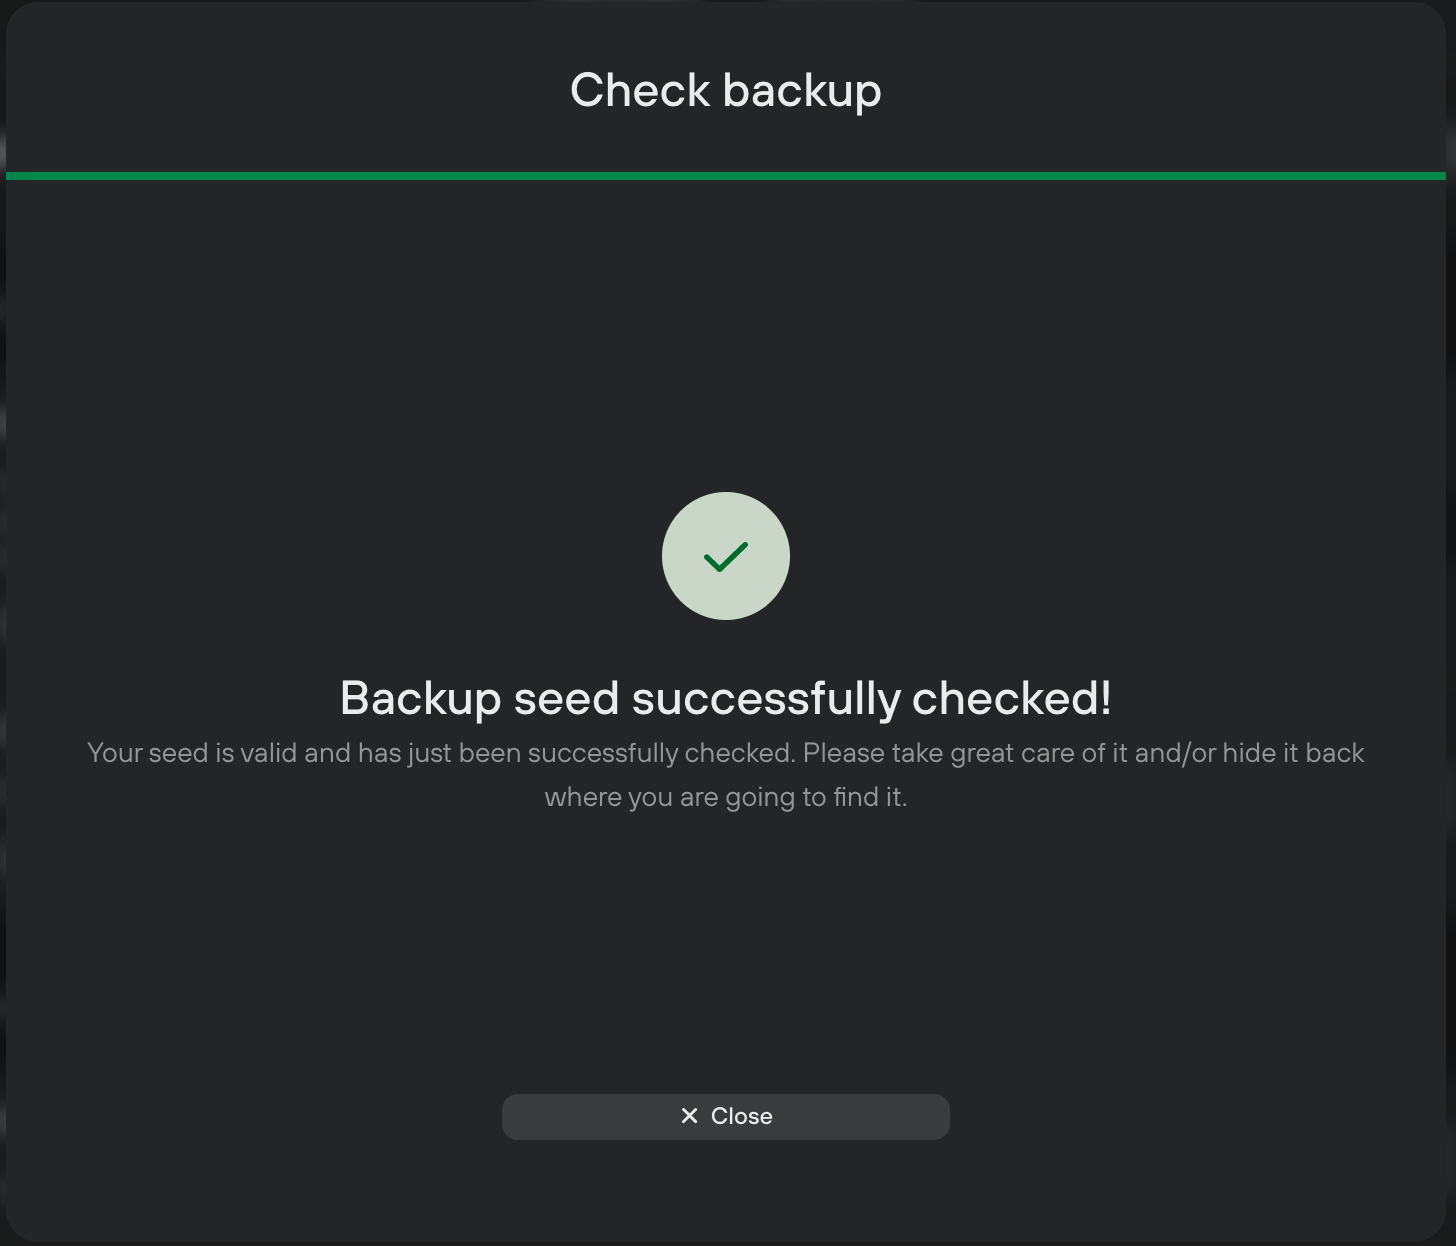 Check backup
Backup seed successfully checked!
Your seed is valid and has just been successfully checked. Please take great care of it and/or hide it back
where you are going to find it.
Close